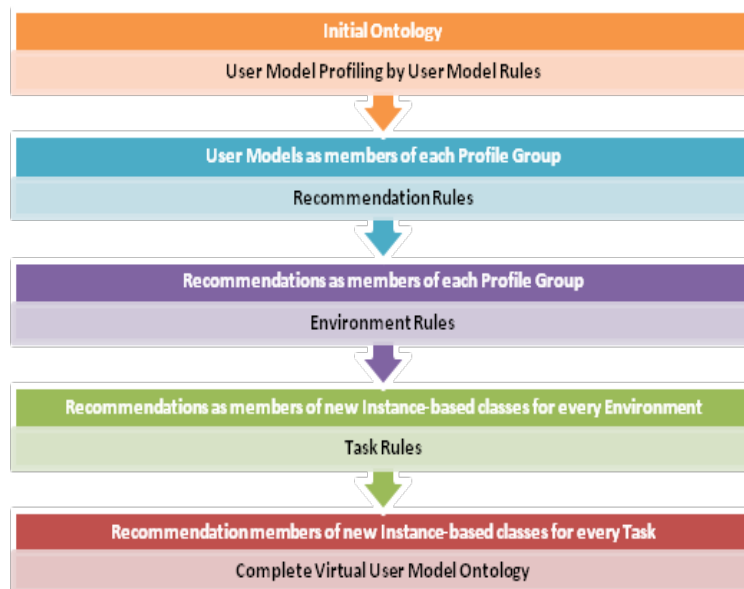 Initial Ontology
User Model Profiling by User Model Rules
User Models as members of each Profile Group
Recommendation Rules
Recommendations as members of each Profile Group
Environment Rules
Recommendations as members of new Instance-based classes for every Environment
Task Rules
Recommendation members of new Instance-based classes for every Task
Complete Virtual User Model Ontology